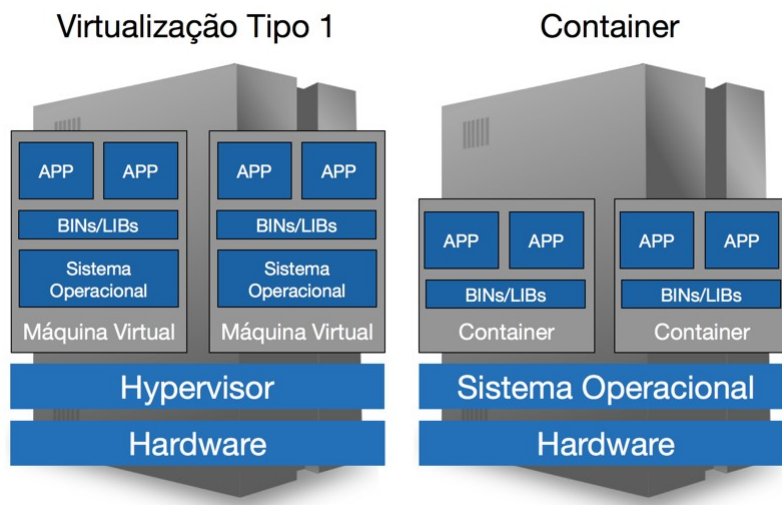 Virtualização Tipo 1
APP APP
BINs/LIBs
Sistema
Operacional
Máquina Virtual
APP APP
BINs/LIBs
Sistema
Operacional
Máquina Virtual
Hypervisor
Hardware
Container
APP APP
BINs/LIBs
Container
APP APP
BINs/LIBs
Container
Sistema Operacional
Hardware